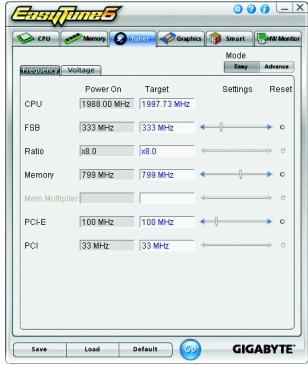 EasyTune6
CPU Memory Tuner Graphics Smart HW Monitor
Mode
Easy Advance
Frequency Voltage
Power On Target Settings Reset
CPU 1988.00 MHz 1997.73 MHz
FSB 333 MHz 333 MHz
Ratio x8.0 x8.0
Memory 799 MHz 799 MHz
Mem.Multiplier
PCI-E 100 MHz 100 MHz
PCI 33 MHz 33 MHz
Save Load Default Go GIGABYTE